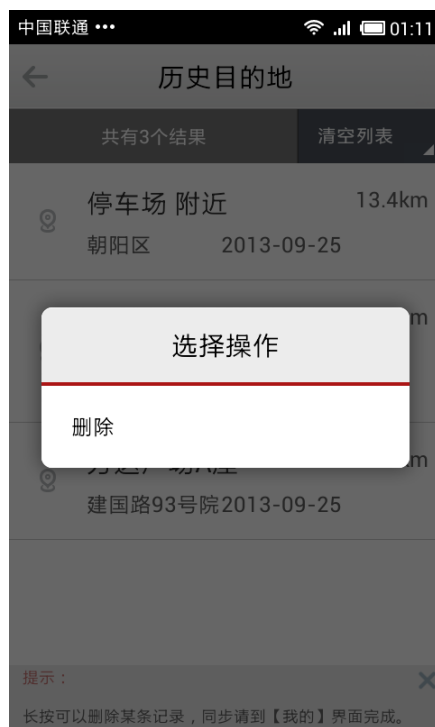 中国联通 ••• 01:11
历史目的地
共有3个结果 清空列表
停车场 附近 13.4km
朝阳区 2013-09-25
选择操作
删除
建国路93号院2013-09-25
提示：
长按可以删除某条记录，同步请到【我的】界面完成。